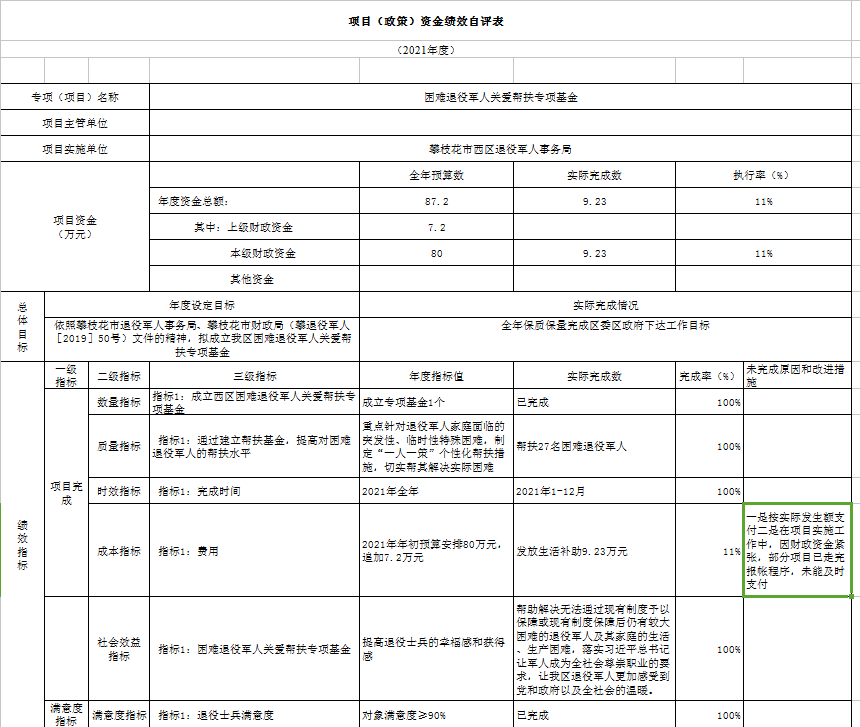 项目（政策）资金绩效自评表
（2021年度）
专项（项目）名称
困难退役军人关爱帮扶专项基金
项目主管单位
项目实施单位
攀枝花市西区退役军人事务局
项目资金
（万元）
全年预算数
实际完成数
执行率（%）
年度资金总额：
87.2
9.23
11%
其中：上级财政资金
7.2
本级财政资金
80
9.23
11%
其他资金
总
体
目
标
年度设定目标
实际完成情况
依照攀枝花市退役军人事务局、攀枝花市财政局（攀退役军人
［2019］50号）文件的精神，拟成立我区困难退役军人关爱帮
扶专项基金
全年保质保量完成区委区政府下达工作目标
绩
效
指
标
一级
指标
二级指标
三级指标
年度指标值
实际完成数
完成率（%）
未完成原因和改进措
施
项目完
成
数量指标
指标1：成立西区困难退役军人关爱帮扶专
项基金
成立专项基金1个
已完成
100%
质量指标
指标1：通过建立帮扶基金，提高对困难
退役军人的帮扶水平
重点针对退役军人家庭面临的
突发性、临时性特殊困难，制
定“一人一策”个性化帮扶措
施，切实帮其解决实际困难
帮扶27名困难退役军人
100%
时效指标
指标1：完成时间
2021年全年
2021年1-12月
100%
成本指标
指标1：费用
2021年年初预算安排80万元，
追加7.2万元
发放生活补助9.23万元
11%
一是按实际发生额支
付二是在项目实施工
作中，因财政资金紧
张，部分项目已走完
报帐程序，未能及时
支付
社会效益
指标
指标1：困难退役军人关爱帮扶专项基金
提高退役士兵的幸福感和获得
感
帮助解决无法通过现有制度予以
保障或现有制度保障后仍有较大
困难的退役军人及其家庭的生活
、生产困难，落实习近平总书记
让军人成为全社会尊崇职业的要
求，让我区退役军人更加感受到
党和政府以及全社会的温暖。
100%
满意度
指标
满意度指标
指标1：退役士兵满意度
对象满意度≥90%
已完成
100%